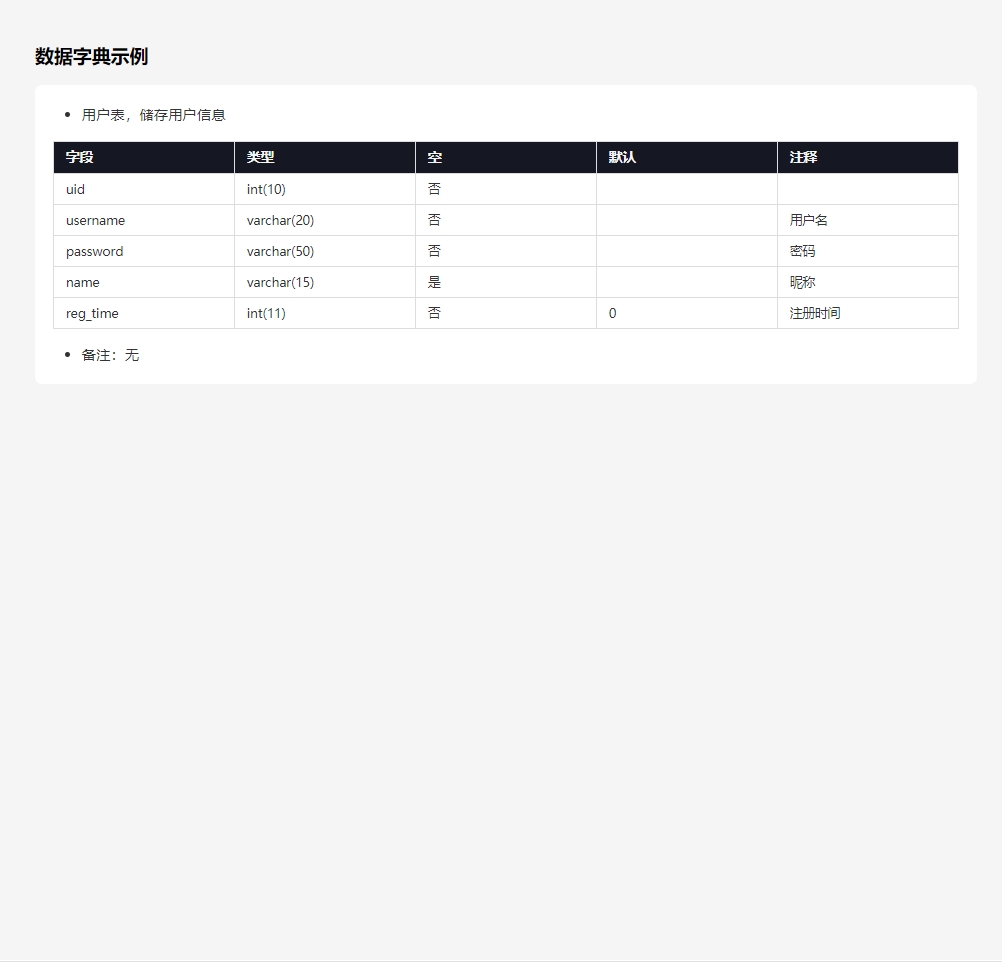 数据字典示例
用户表，储存用户信息
字段 类型 空 默认 注释
uid int(10) 否
username varchar(20) 否 用户名
password varchar(50) 否 密码
name varchar(15) 是 昵称
reg_time int(11) 否 0 注册时间
备注：无